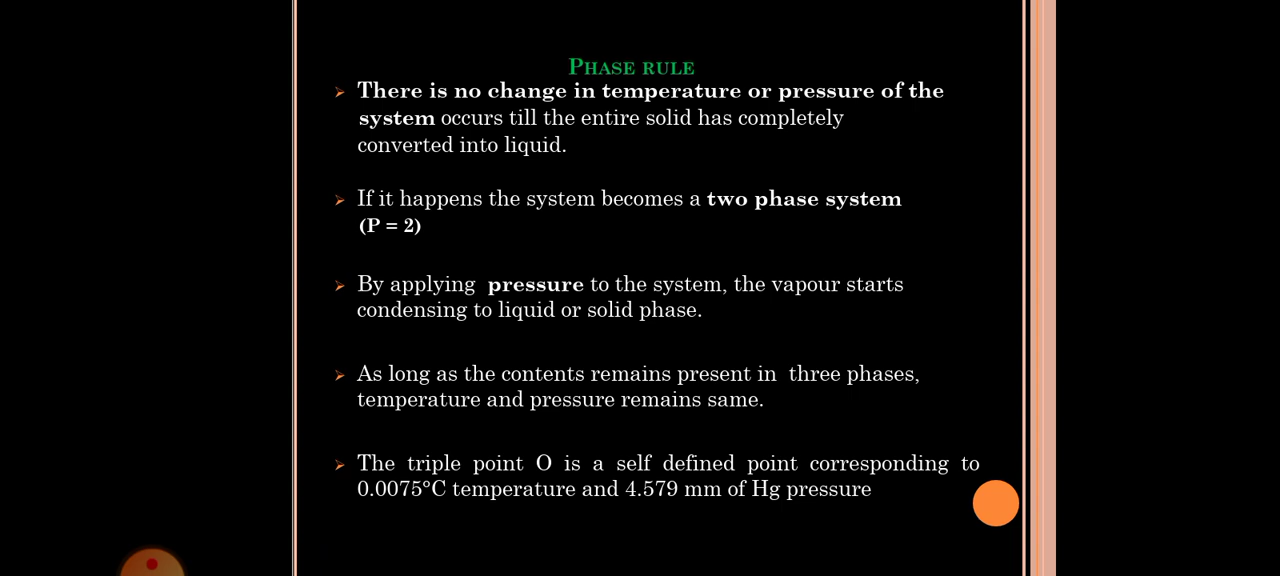 PHASE RULE
There is no change in temperature or pressure of the
system occurs till the entire solid has completely
converted into liquid.
If it happens the system becomes a two phase system
(P = 2)
By applying pressure to the system, the vapour starts
condensing to liquid or solid phase.
As long as the contents remains present in three phases,
temperature and pressure remains same.
The triple point O is a self defined point corresponding to
0.0075°C temperature and 4.579 mm of Hg pressure